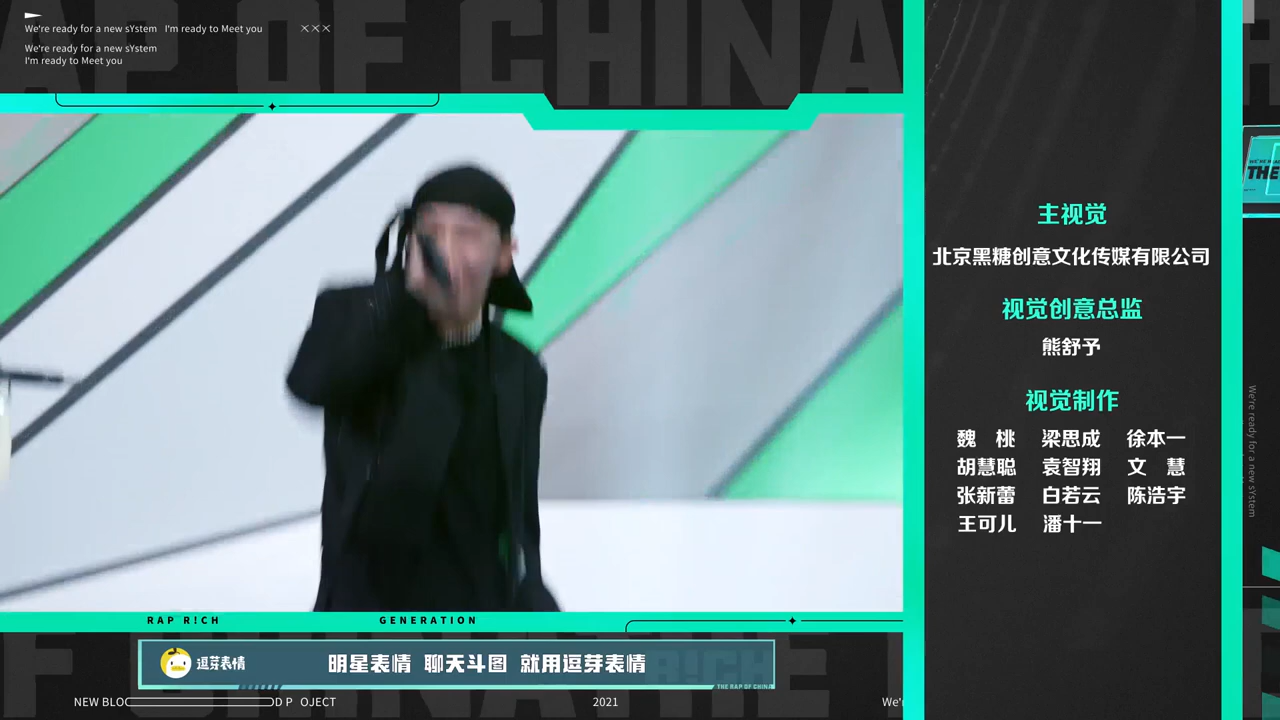 We're ready for a new sYstem I'm ready to Meet you
We're ready for a new sYstem
I'm ready to Meet you
AP OF CHINA
主视觉
北京黑糖创意文化传媒有限公司
视觉创意总监
熊舒予
视觉制作
魏 桃 梁思成 徐本一
胡慧聪 袁智翔 文 慧
张新蕾 白若云 陈浩宇
王可儿 潘十一
THE
We're ready for a new sYstem
RAP R!CH GENERATION
逗芽表情 明星表情 聊天斗图 就用逗芽表情
R!CH
THE RAP OF CHINA
NEW BLO D P OJECT 2021 We'r